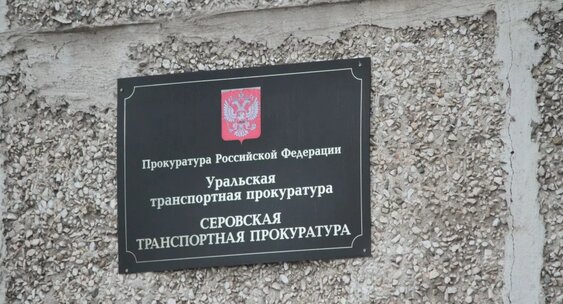 Прокуратура Российской Федерации
Уральская
транспортная прокуратура
СЕРОВСКАЯ
ТРАНСПОРТНАЯ ПРОКУРАТУРА